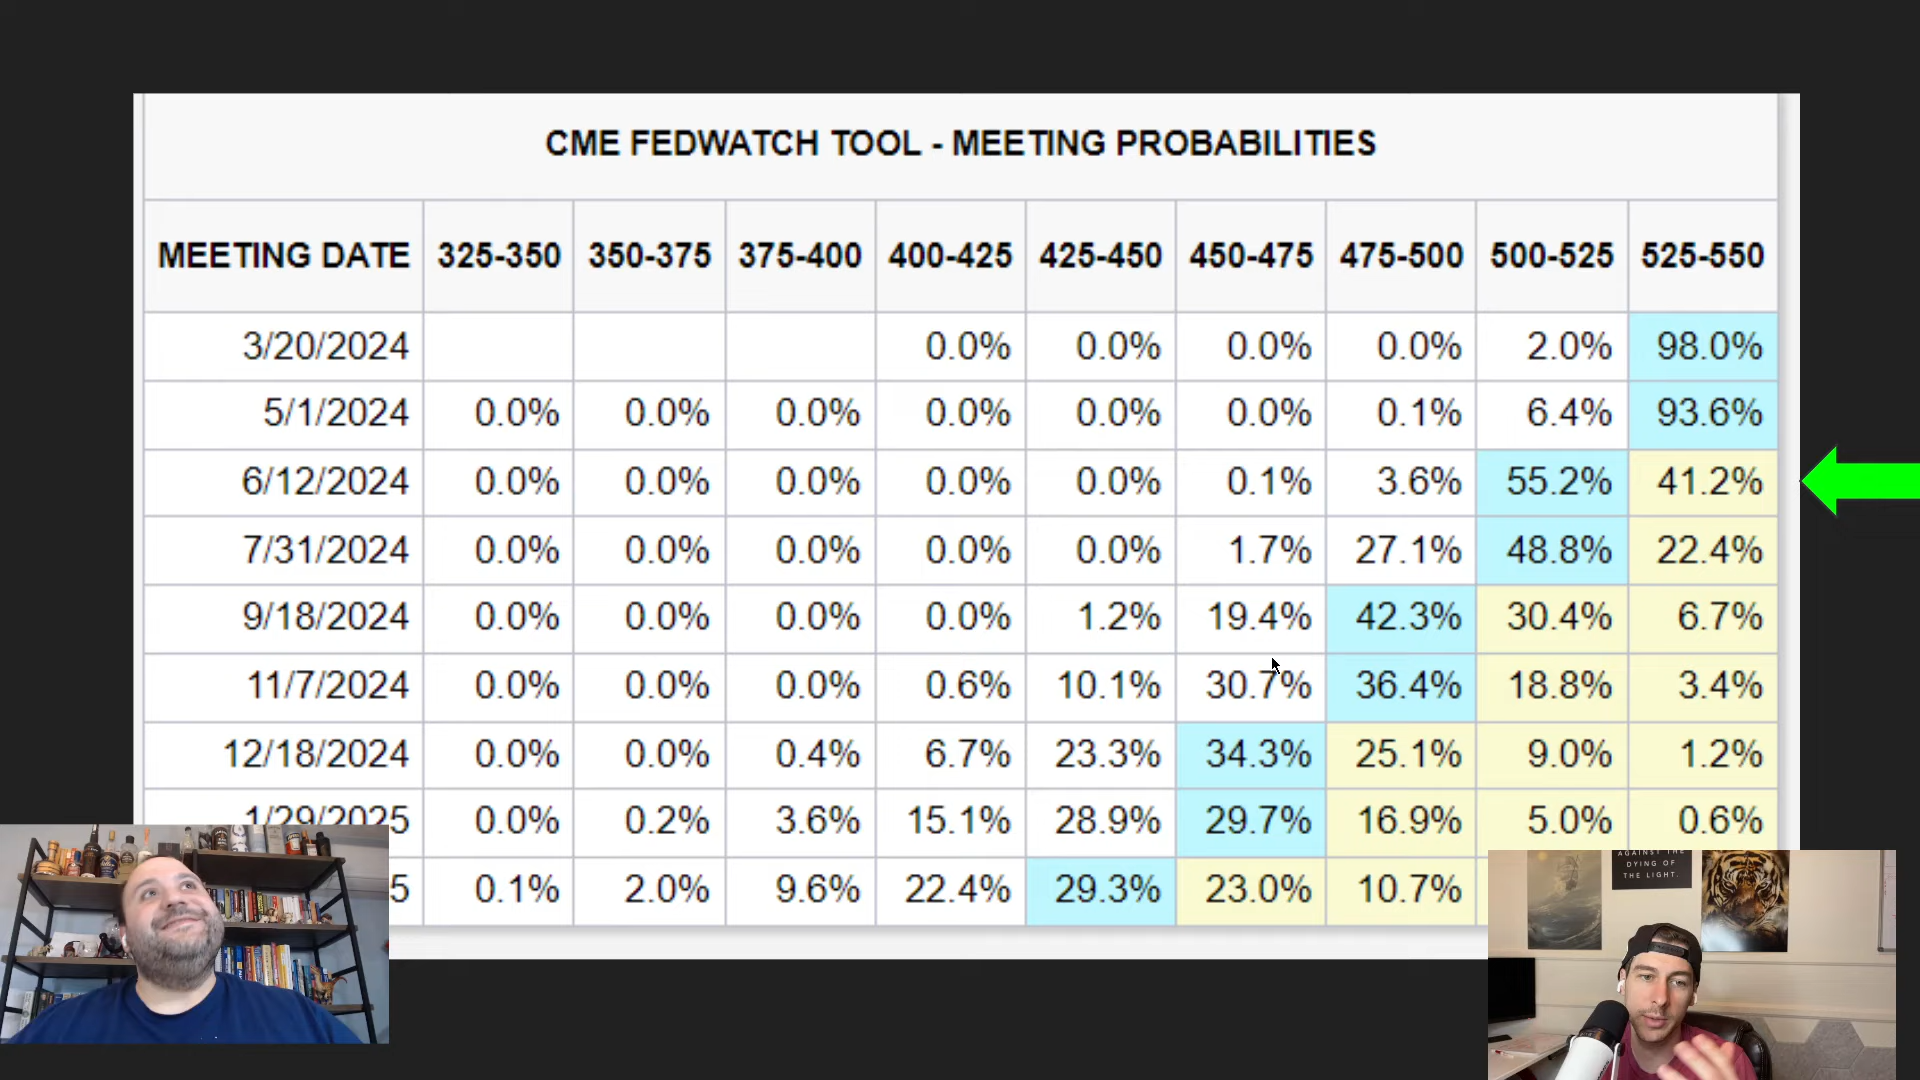 CME FEDWATCH TOOL - MEETING PROBABILITIES
MEETING DATE 325-350 350-375 375-400 400-425 425-450 450-475 475-500 500-525 525-550
3/20/2024 0.0% 0.0% 0.0% 0.0% 2.0% 98.0%
5/1/2024 0.0% 0.0% 0.0% 0.0% 0.0% 0.0% 0.1% 6.4% 93.6%
6/12/2024 0.0% 0.0% 0.0% 0.0% 0.0% 0.1% 3.6% 55.2% 41.2%
7/31/2024 0.0% 0.0% 0.0% 0.0% 0.0% 1.7% 27.1% 48.8% 22.4%
9/18/2024 0.0% 0.0% 0.0% 0.0% 1.2% 19.4% 42.3% 30.4% 6.7%
11/7/2024 0.0% 0.0% 0.0% 0.6% 10.1% 30.7% 36.4% 18.8% 3.4%
12/18/2024 0.0% 0.0% 0.4% 6.7% 23.3% 34.3% 25.1% 9.0% 1.2%
1/29/2025 0.0% 0.2% 3.6% 15.1% 28.9% 29.7% 16.9% 5.0% 0.6%
5 0.1% 2.0% 9.6% 22.4% 29.3% 23.0% 10.7%
AGAINST THE
DYING OF
THE LIGHT.